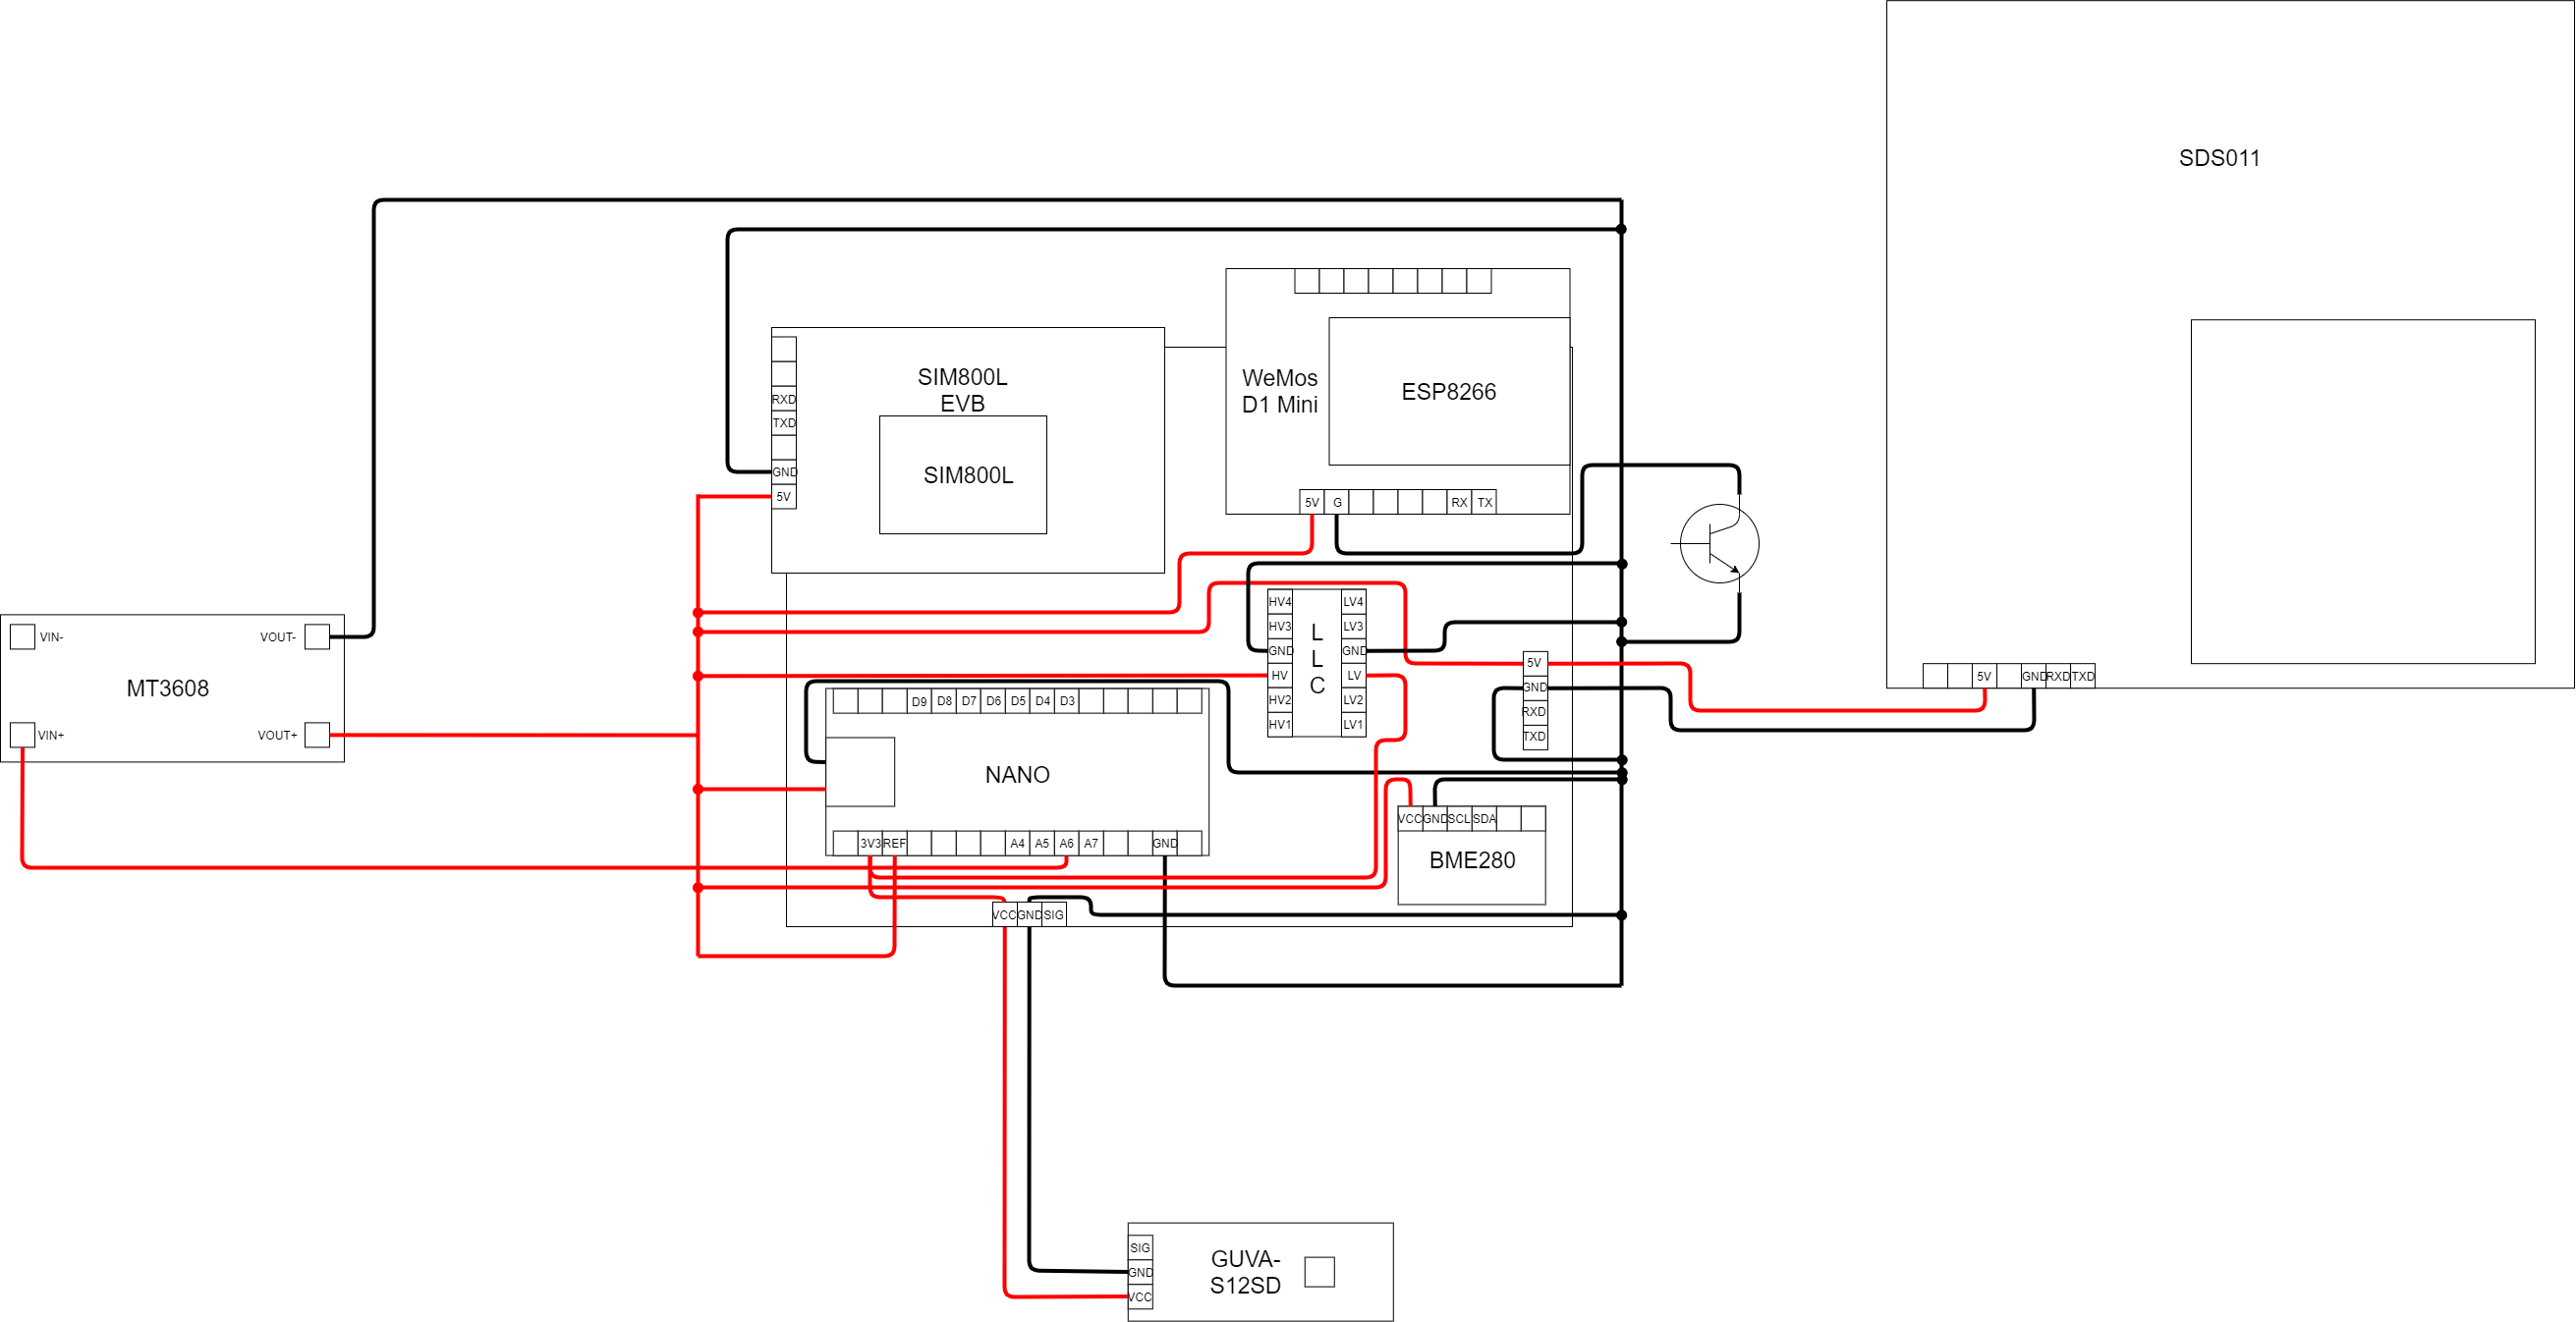 SDS011
5V
GND
RXD
TXD
SIM800L
EVB
SIM800L
RXD
TXD
GND
5V
WeMos
D1 Mini
ESP8266
5V
G
RX
TX
VIN-
VOUT-
MT3608
VIN+
VOUT+
HV4
HV3
GND
HV
HV2
HV1
L
L
C
LV4
LV3
GND
LV
LV2
LV1
5V
GND
RXD
TXD
D9
D8
D7
D6
D5
D4
D3
NANO
3V3
REF
A4
A5
A6
A7
GND
VCC
GND
SCL
SDA
BME280
VCC
GND
SIG
SIG
GND
VCC
GUVA-
S12SD